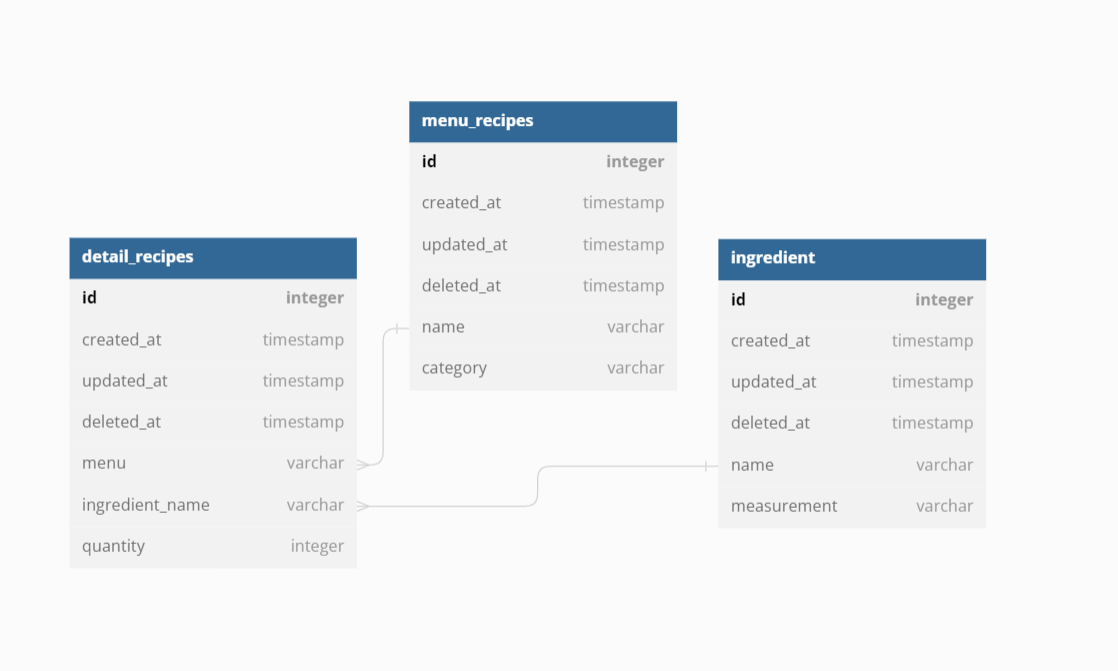 menu_recipes
id integer
created_at timestamp
updated_at timestamp
deleted_at timestamp
name varchar
category varchar
detail_recipes
id integer
created_at timestamp
updated_at timestamp
deleted_at timestamp
menu varchar
ingredient_name varchar
quantity integer
ingredient
id integer
created_at timestamp
updated_at timestamp
deleted_at timestamp
name varchar
measurement varchar